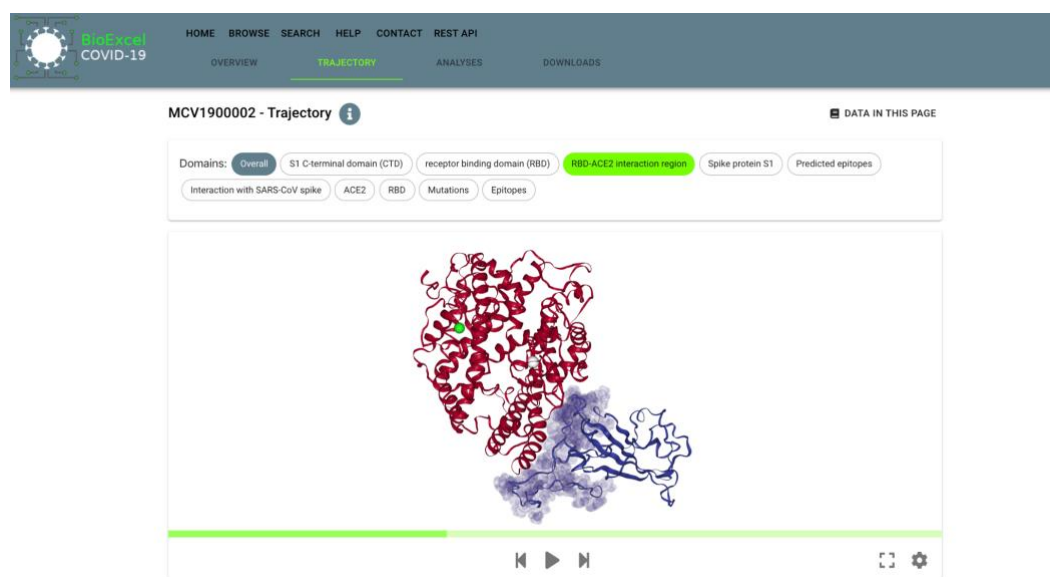 BioExcel
COVID-19
HOME BROWSE SEARCH HELP CONTACT REST API
OVERVIEW TRAJECTORY ANALYSES DOWNLOADS
MCV1900002 - Trajectory i
DATA IN THIS PAGE
Domains: Overall S1 C-terminal domain (CTD) receptor binding domain (RBD) RBD-ACE2 interaction region Spike protein S1 Predicted epitopes
Interaction with SARS-CoV spike ACE2 RBD Mutations Epitopes